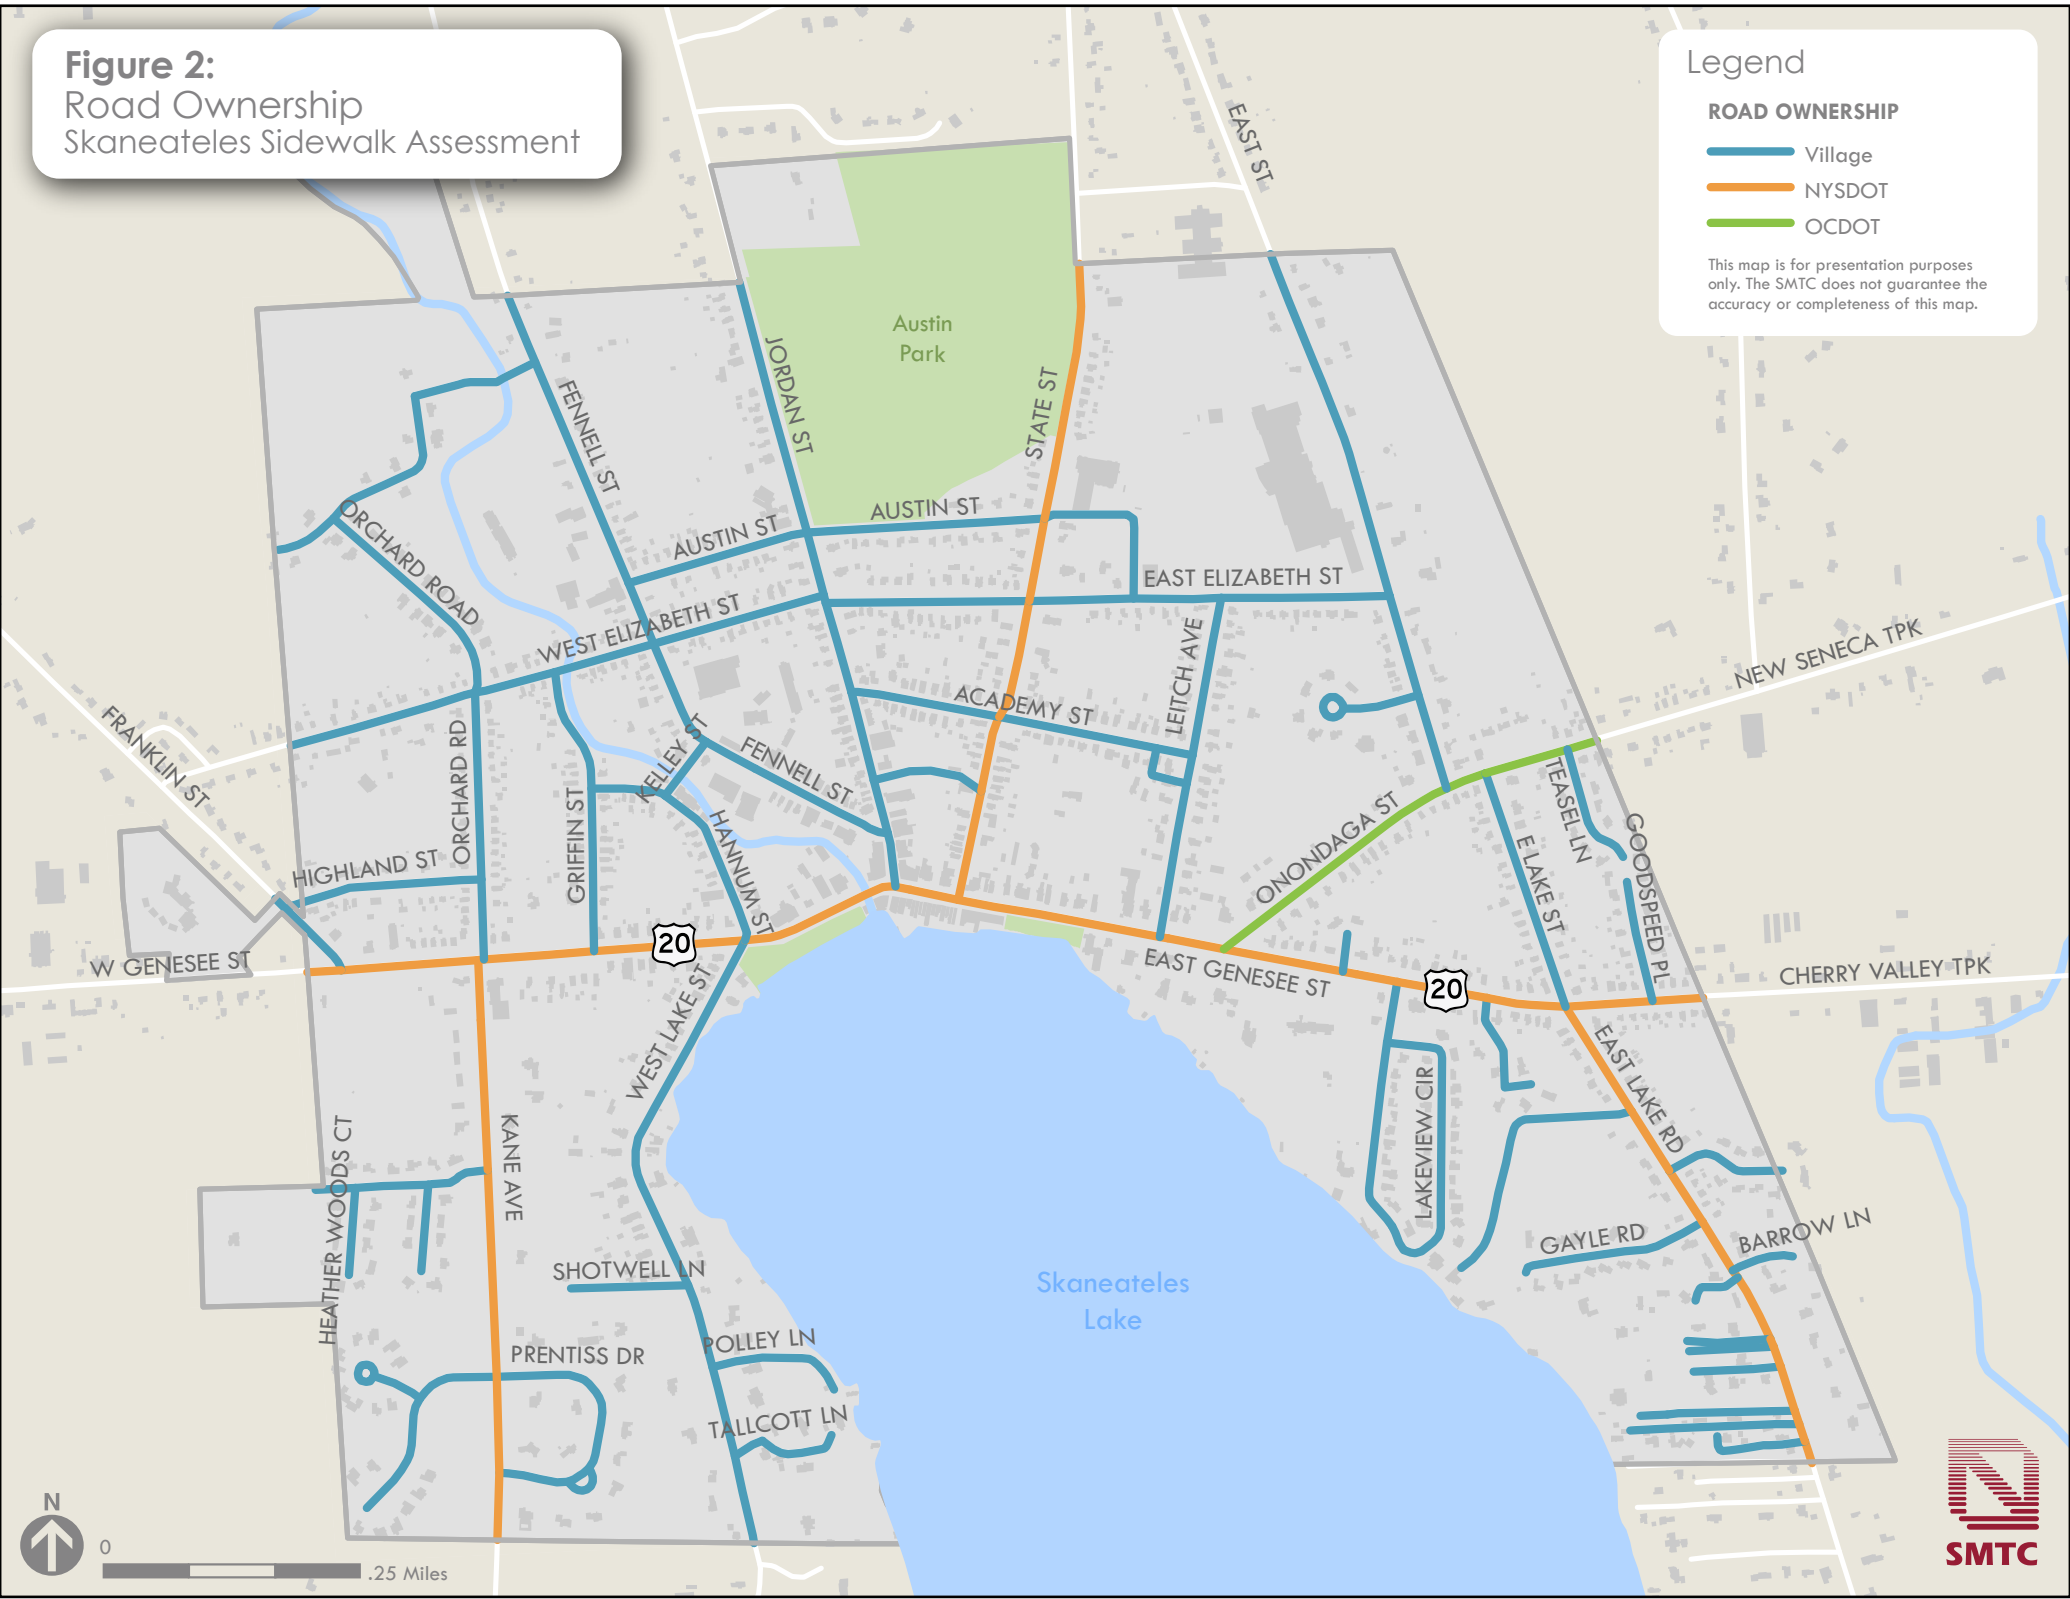 Figure 2:
Road Ownership
Skaneateles Sidewalk Assessment
Legend
ROAD OWNERSHIP
Village
NYSDOT
OCDOT
This map is for presentation purposes
only. The SMTC does not guarantee the
accuracy or completeness of this map.
EAST ST
Austin
Park
JORDAN ST
STATE ST
FENNELL ST
ORCHARD ROAD
AUSTIN ST
AUSTIN ST
EAST ELIZABETH ST
WEST ELIZABETH ST
LEITCH AVE
NEW SENECA TPK
ACADEMY ST
FRANKLIN ST
ORCHARD RD
KELLEY ST
FENNELL ST
GRIFFIN ST
HANNUM ST
ONONDAGA ST
TEASEL LN
GOODSPEED PL
E LAKE ST
HIGHLAND ST
W GENESEE ST
20
EAST GENESEE ST
20
CHERRY VALLEY TPK
WEST LAKE ST
EAST LAKE RD
LAKEVIEW CIR
KANE AVE
HEATHER WOODS CT
GAYLE RD
BARROW LN
SHOTWELL LN
Skaneateles
Lake
POLLEY LN
PRENTISS DR
TALLCOTT LN
N
0
.25 Miles
SMTC